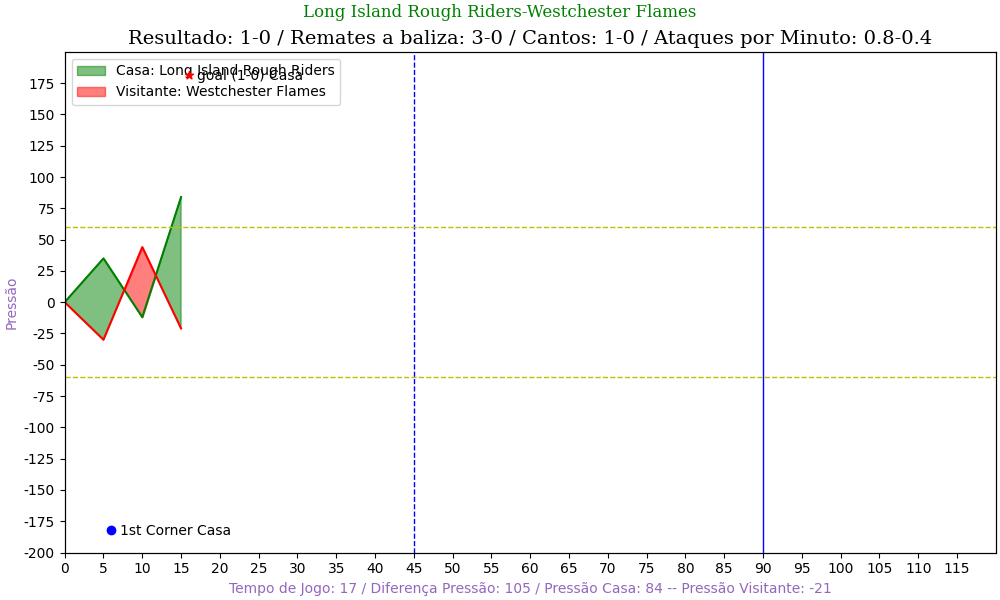 Long Island Rough Riders-Westchester Flames
Resultado: 1-0 / Remates a baliza: 3-0 / Cantos: 1-0 / Ataques por Minuto: 0.8-0.4
Casa: Long Island Rough Riders
goal (1-0) Casa
Visitante: Westchester Flames
175
150
125
100
75
50
25
0
-25
-50
-75
-100
-125
-150
-175
-200
Pressão
1st Corner Casa
0 5 10 15 20 25 30 35 40 45 50 55 60 65 70 75 80 85 90 95 100 105 110 115
Tempo de Jogo: 17 / Diferença Pressão: 105 / Pressão Casa: 84 -- Pressão Visitante: -21